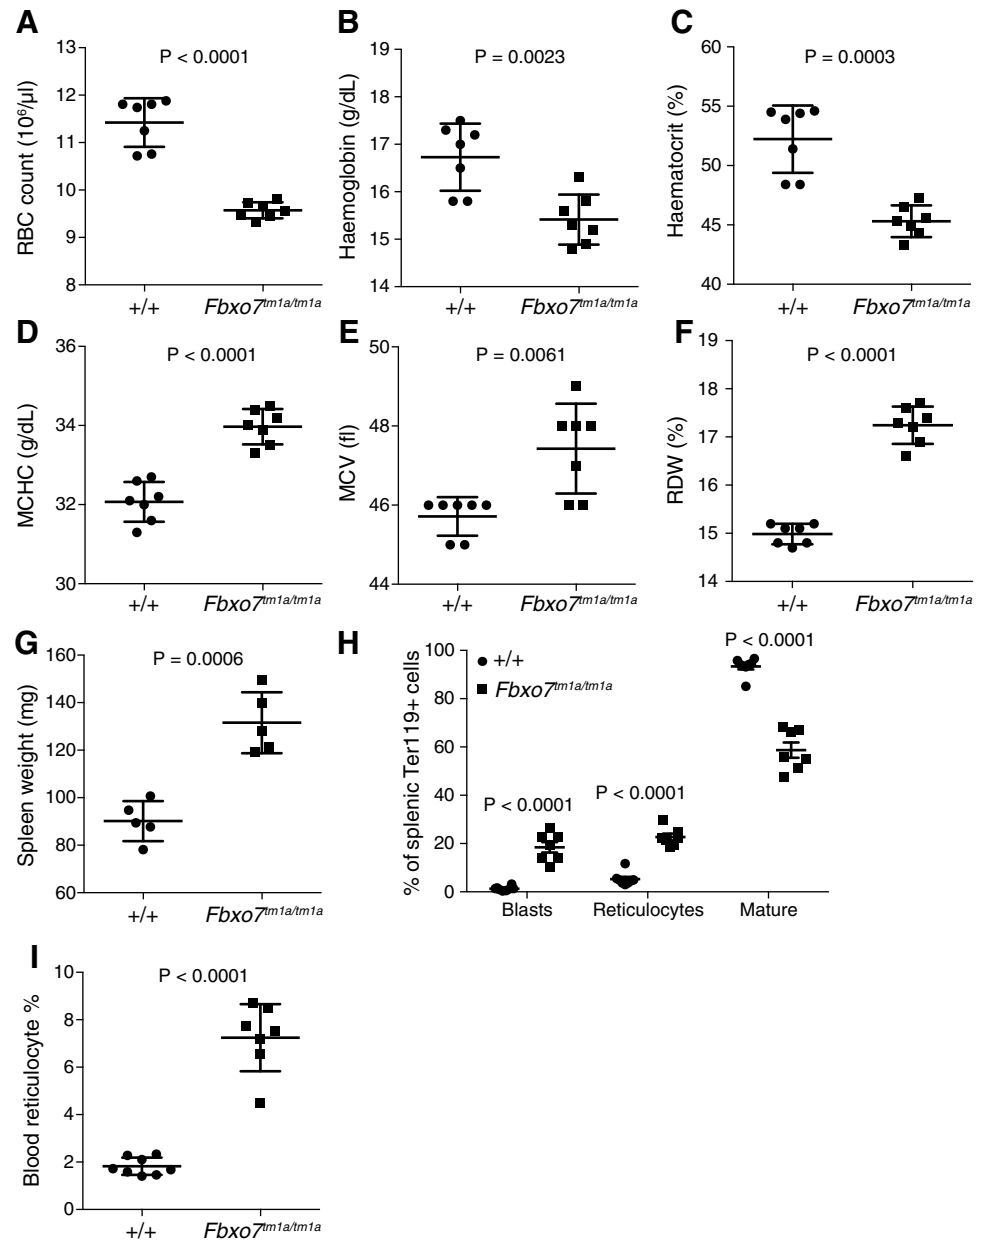 A
RBC count (10⁶/µl)
13
12
11
10
9
8
P < 0.0001
+/+
Fbxo7tm1a/tm1a
B
Haemoglobin (g/dL)
19
18
17
16
15
14
P = 0.0023
+/+
Fbxo7tm1a/tm1a
C
Haematocrit (%)
60
55
50
45
40
P = 0.0003
+/+
Fbxo7tm1a/tm1a
D
MCHC (g/dL)
36
34
32
30
P < 0.0001
+/+
Fbxo7tm1a/tm1a
E
MCV (fl)
50
48
46
44
P = 0.0061
+/+
Fbxo7tm1a/tm1a
F
RDW (%)
19
18
17
16
15
14
P < 0.0001
+/+
Fbxo7tm1a/tm1a
G
Spleen weight (mg)
160
140
120
100
80
60
P = 0.0006
+/+
Fbxo7tm1a/tm1a
H
% of splenic Ter119+ cells
100
80
60
40
20
0
+/+
Fbxo7tm1a/tm1a
P < 0.0001
P < 0.0001
P < 0.0001
Blasts
Reticulocytes
Mature
I
Blood reticulocyte %
10
8
6
4
2
0
P < 0.0001
+/+
Fbxo7tm1a/tm1a